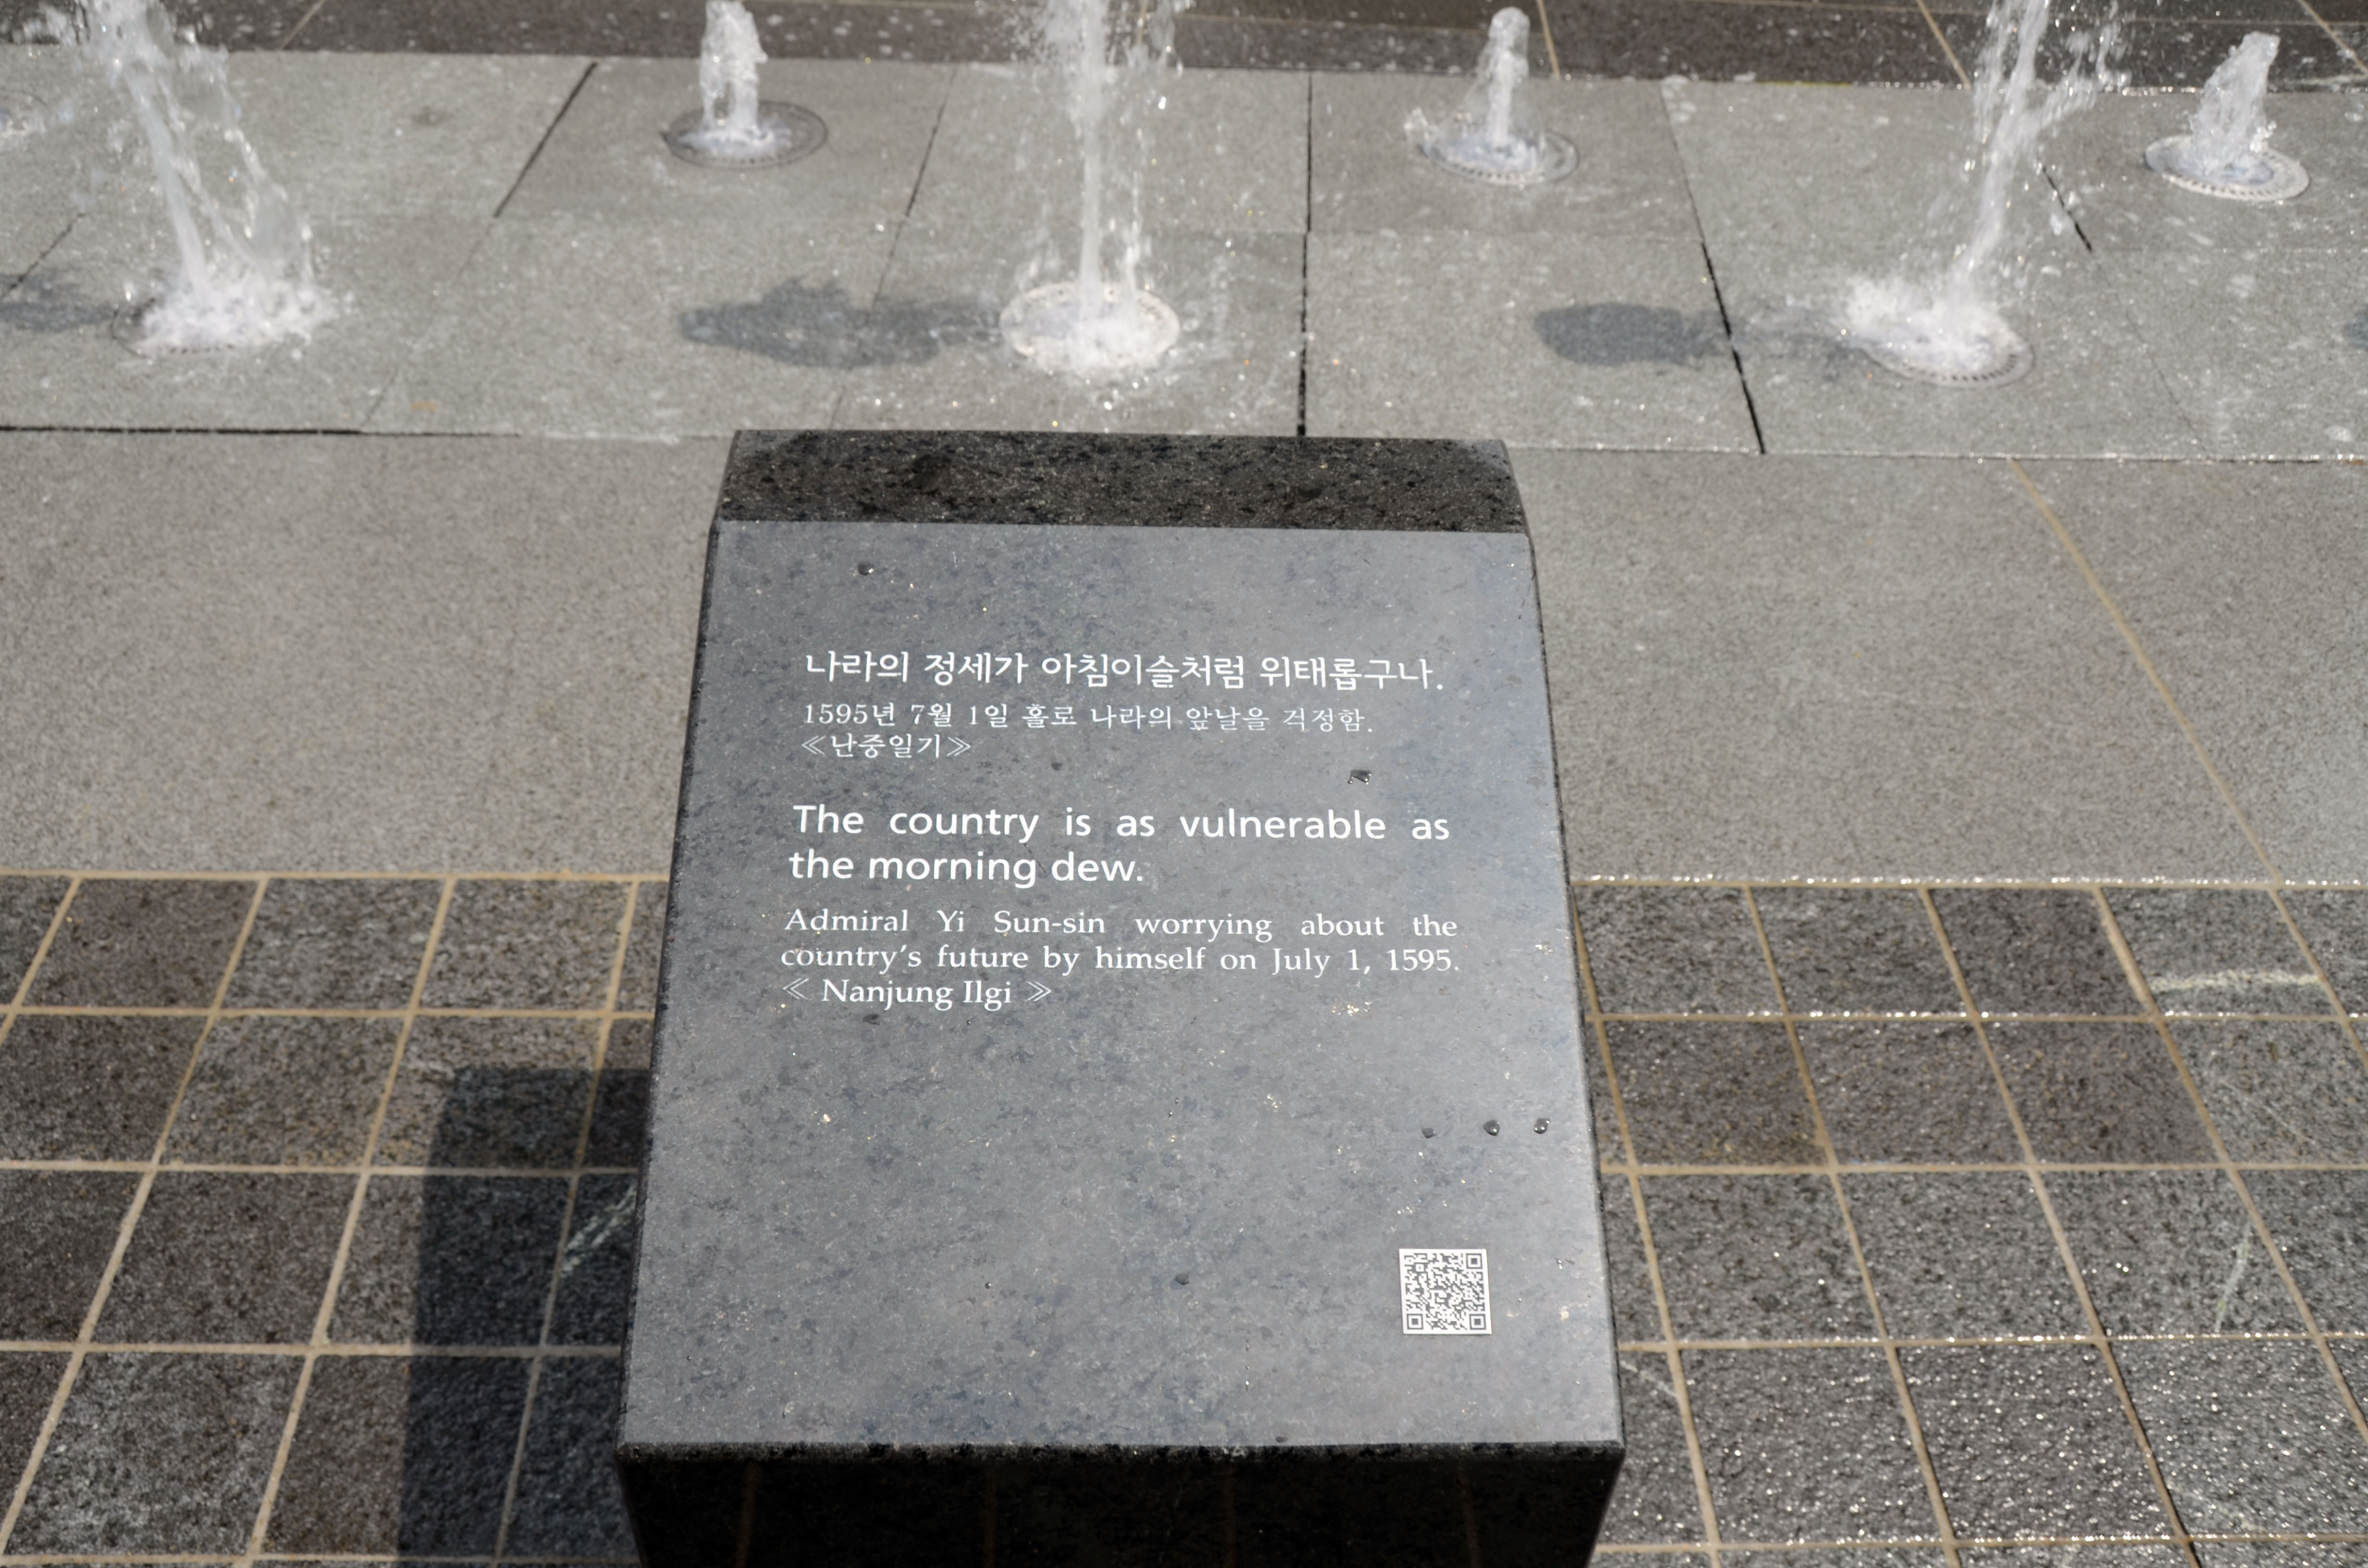 나라의 정세가 아침이슬처럼 위태롭구나.
1595년 7월 1일 홀로 나라의 앞날을 걱정함.
≪난중일기≫
The country is as vulnerable as
the morning dew.
Admiral Yi Sun-sin worrying about the
country's future by himself on July 1, 1595.
≪ Nanjung Ilgi ≫